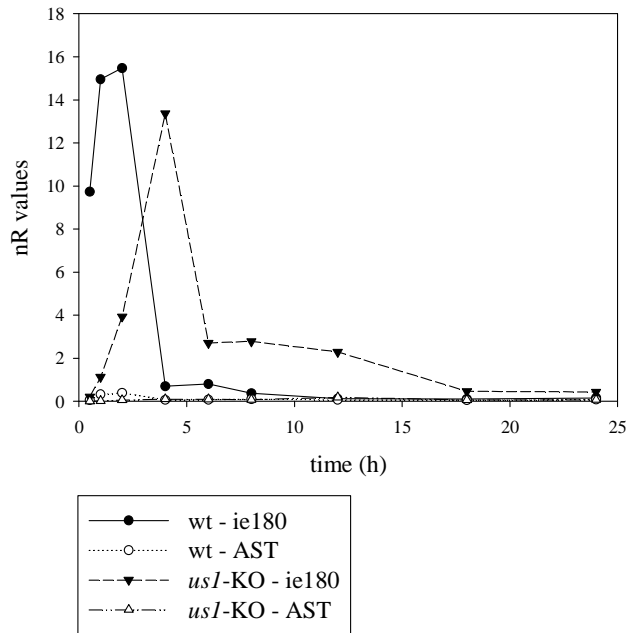 18
16
14
12
10
8
6
4
2
0
nR values
0 5 10 15 20 25
time (h)
wt - ie180
wt - AST
us1-KO - ie180
us1-KO - AST